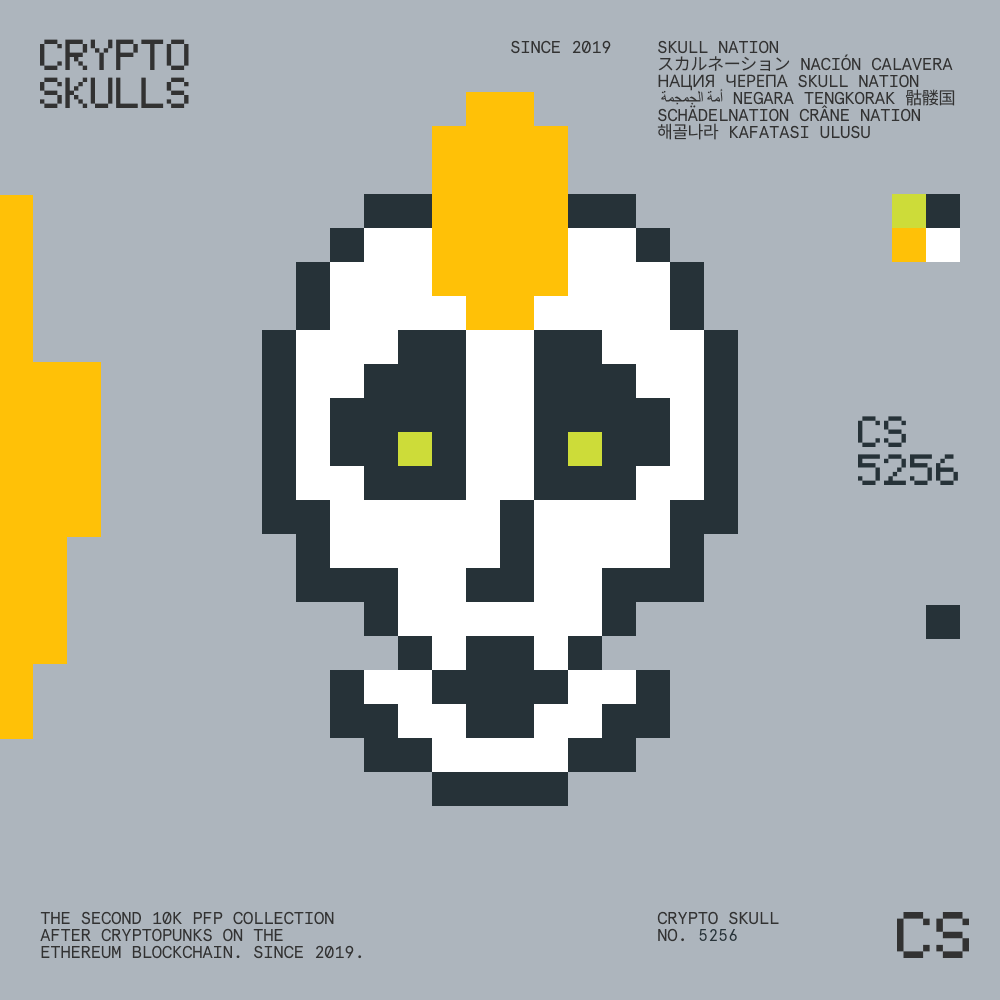 CRYPTO
SKULLS
SINCE 2019
SKULL NATION
スカルネーション NACIÓN CALAVERA
НАЦИЯ ЧЕРЕПА SKULL NATION
أمة الجمجمة NEGARA TENGKORAK 骷髅国
SCHÄDELNATION CRÂNE NATION
해골나라 KAFATASI ULUSU
CS
5256
THE SECOND 10K PFP COLLECTION
AFTER CRYPTOPUNKS ON THE
ETHEREUM BLOCKCHAIN. SINCE 2019.
CRYPTO SKULL
NO. 5256
CS